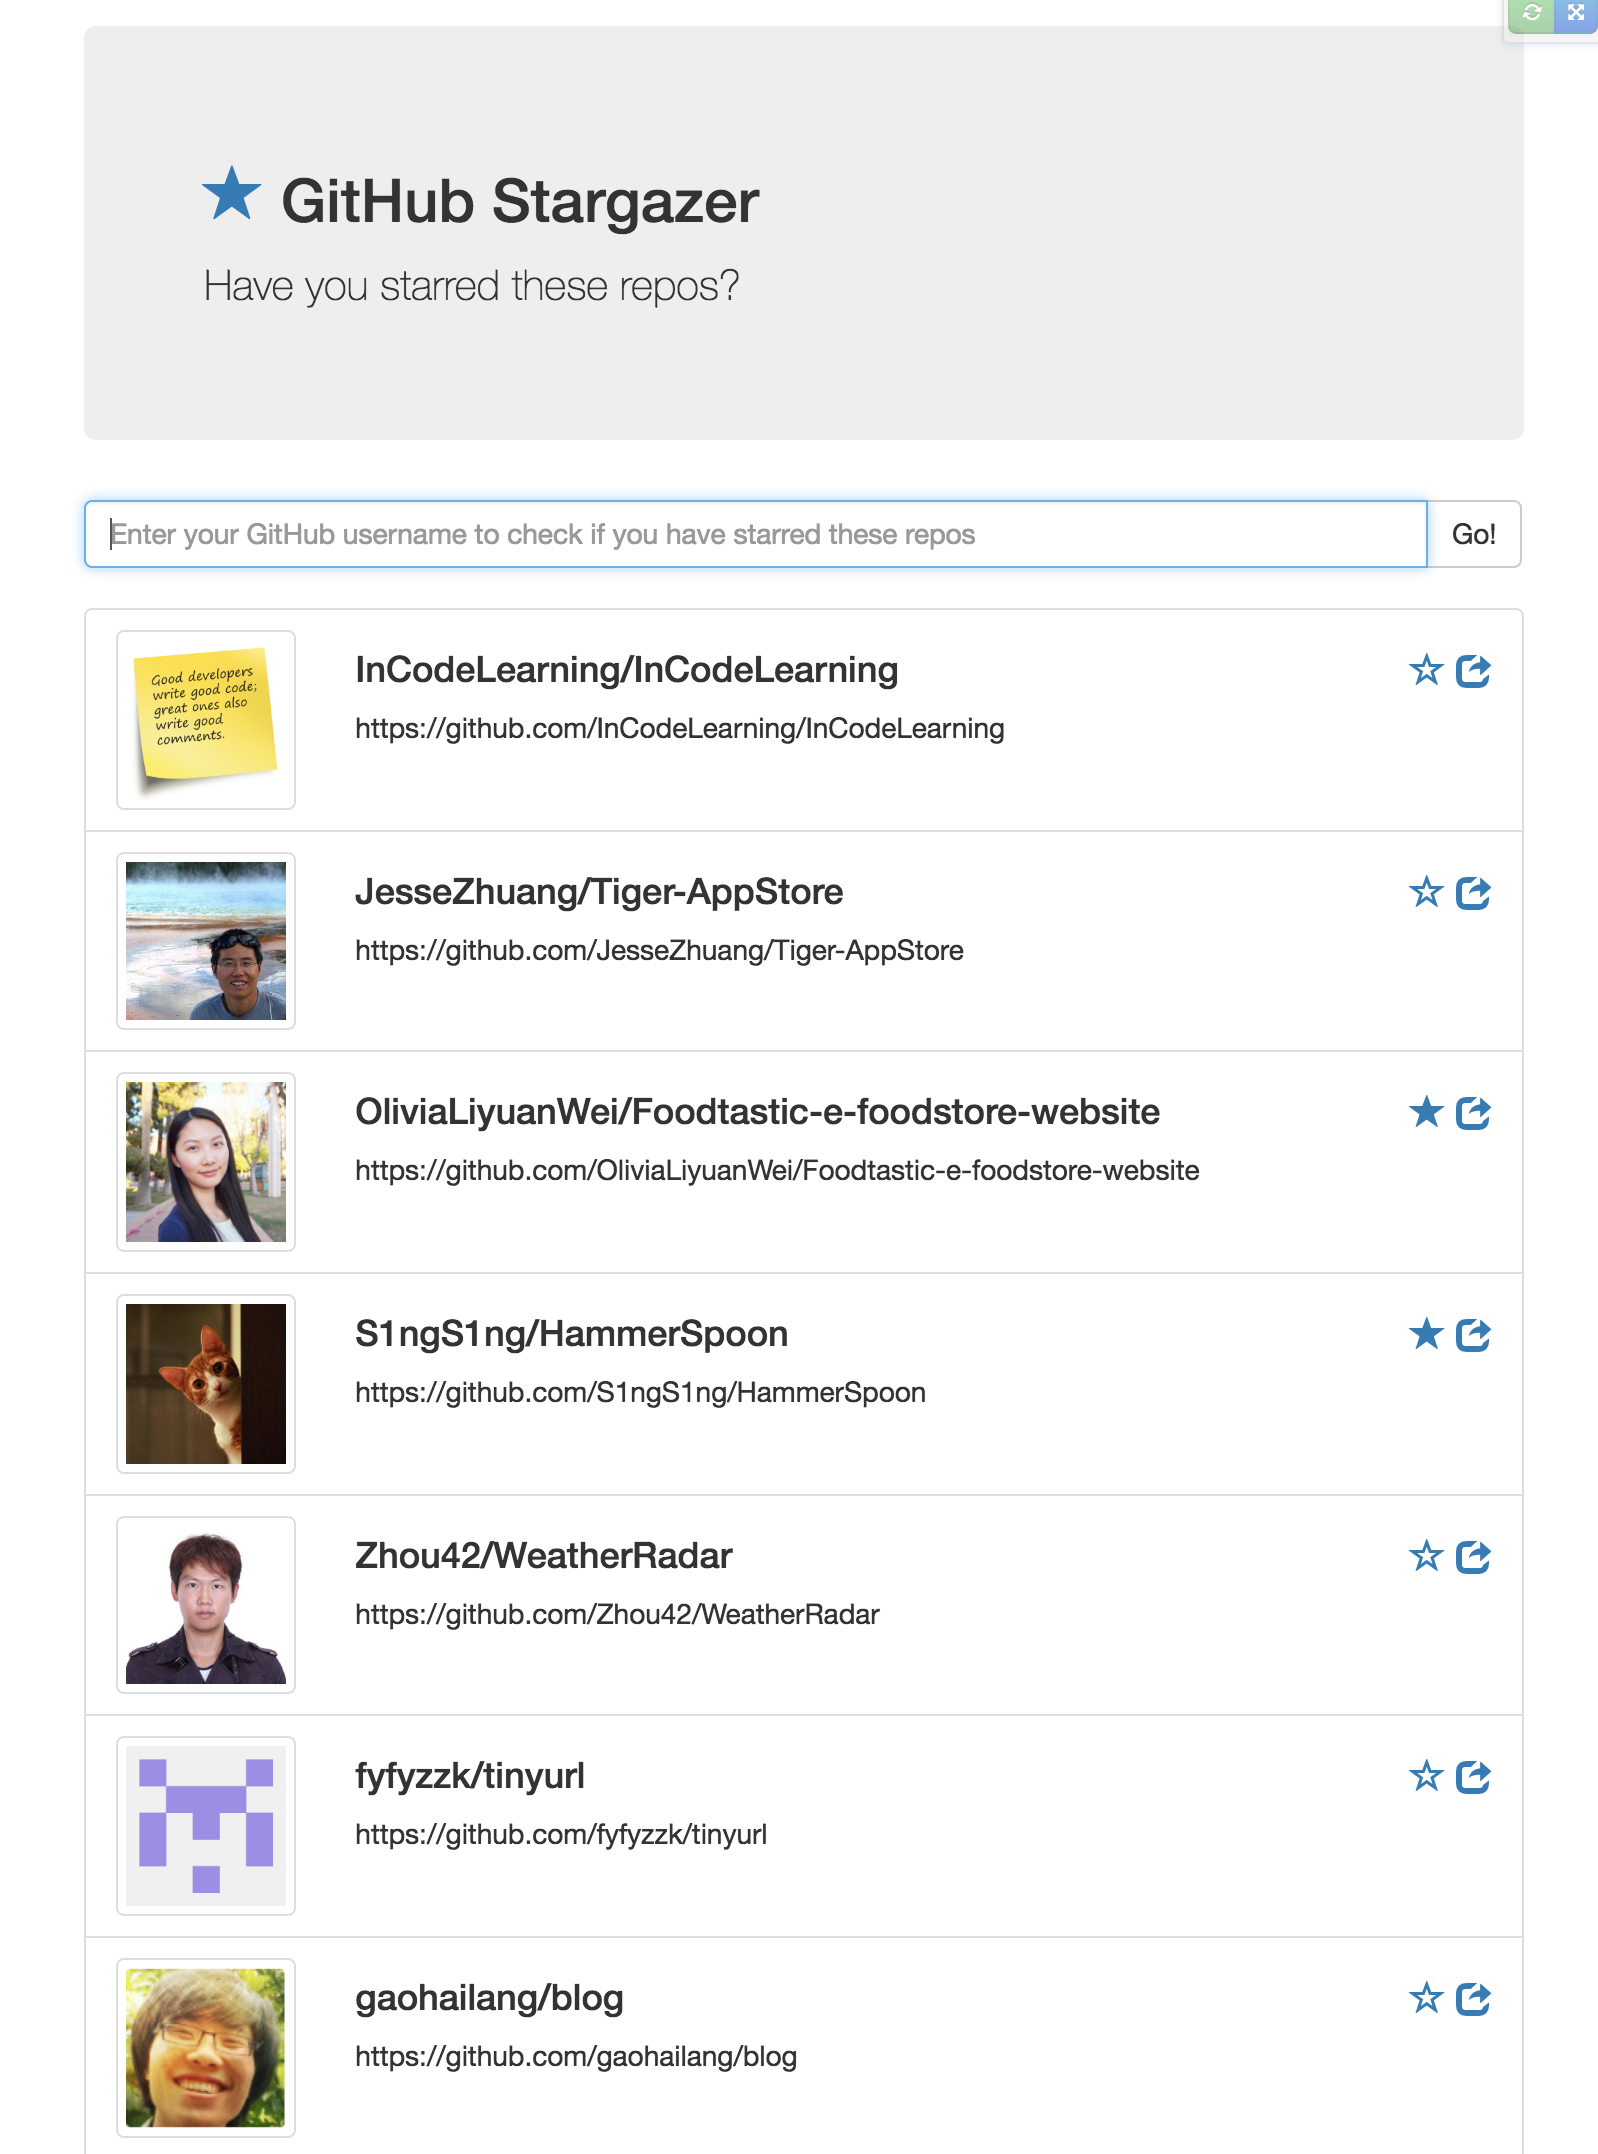 GitHub Stargazer
Have you starred these repos?
Enter your GitHub username to check if you have starred these repos
Go!
Good developers
write good code;
great ones also
write good
comments.
InCodeLearning/InCodeLearning
https://github.com/InCodeLearning/InCodeLearning
JesseZhuang/Tiger-AppStore
https://github.com/JesseZhuang/Tiger-AppStore
OliviaLiyuanWei/Foodtastic-e-foodstore-website
https://github.com/OliviaLiyuanWei/Foodtastic-e-foodstore-website
S1ngS1ng/HammerSpoon
https://github.com/S1ngS1ng/HammerSpoon
Zhou42/WeatherRadar
https://github.com/Zhou42/WeatherRadar
fyfyzzk/tinyurl
https://github.com/fyfyzzk/tinyurl
gaohailang/blog
https://github.com/gaohailang/blog